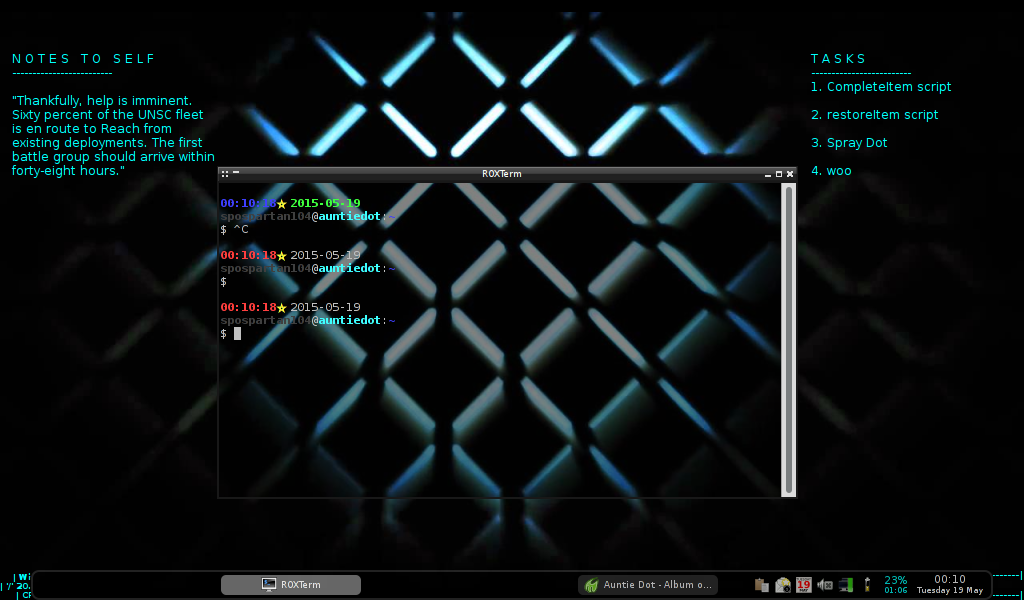 NOTES TO SELF
-------------------------
"Thankfully, help is imminent.
Sixty percent of the UNSC fleet
is en route to Reach from
existing deployments. The first
battle group should arrive within
forty-eight hours."
TASKS
-------------------------
1. CompleteItem script
2. restoreItem script
3. Spray Dot
4. woo
ROXTerm
00:10:18★ 2015-05-19
spospartan104@auntiedot:~
$ ^C
00:10:18★ 2015-05-19
spospartan104@auntiedot:~
$
00:10:18★ 2015-05-19
spospartan104@auntiedot:~
$
ROXTerm
Auntie Dot - Album o...
19
23%
01:06
00:10
Tuesday 19 May